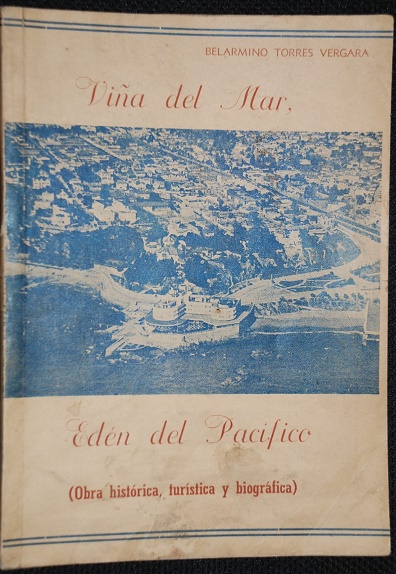 BELARMINO TORRES VERGARA
Viña del Mar,
Edén del Pacífico
(Obra histórica, turística y biográfica)